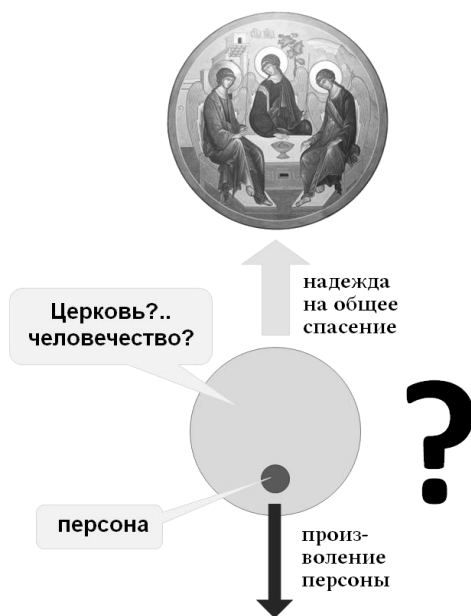 надежда
на общее
спасение
Церковь?..
человечество?
?
персона
произ-
воление
персоны